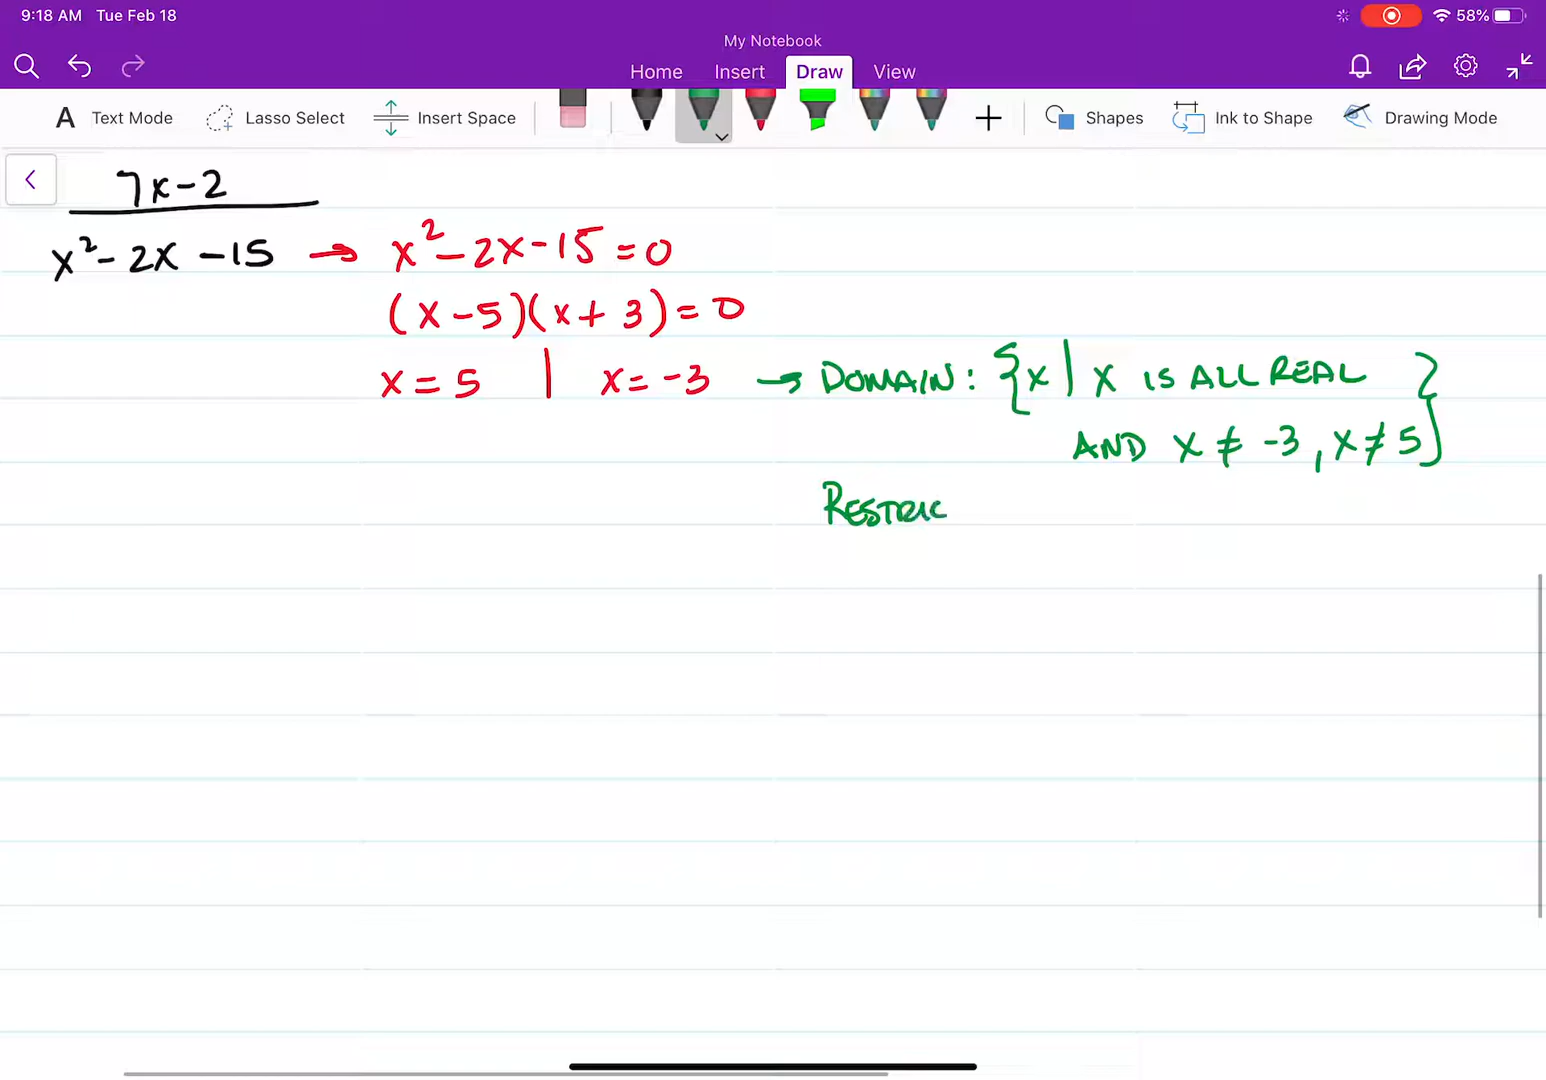 9:18 AM Tue Feb 18
58%
My Notebook
Home Insert Draw View
A Text Mode Lasso Select Insert Space Shapes Ink to Shape Drawing Mode
7x-2
x²- 2x -15 → x²-2x-15=0
(x-5)(x+3)=0
x=5 | x=-3 → DOMAIN: {x| x IS ALL REAL }
AND x ≠ -3, x≠5}
RESTRIC